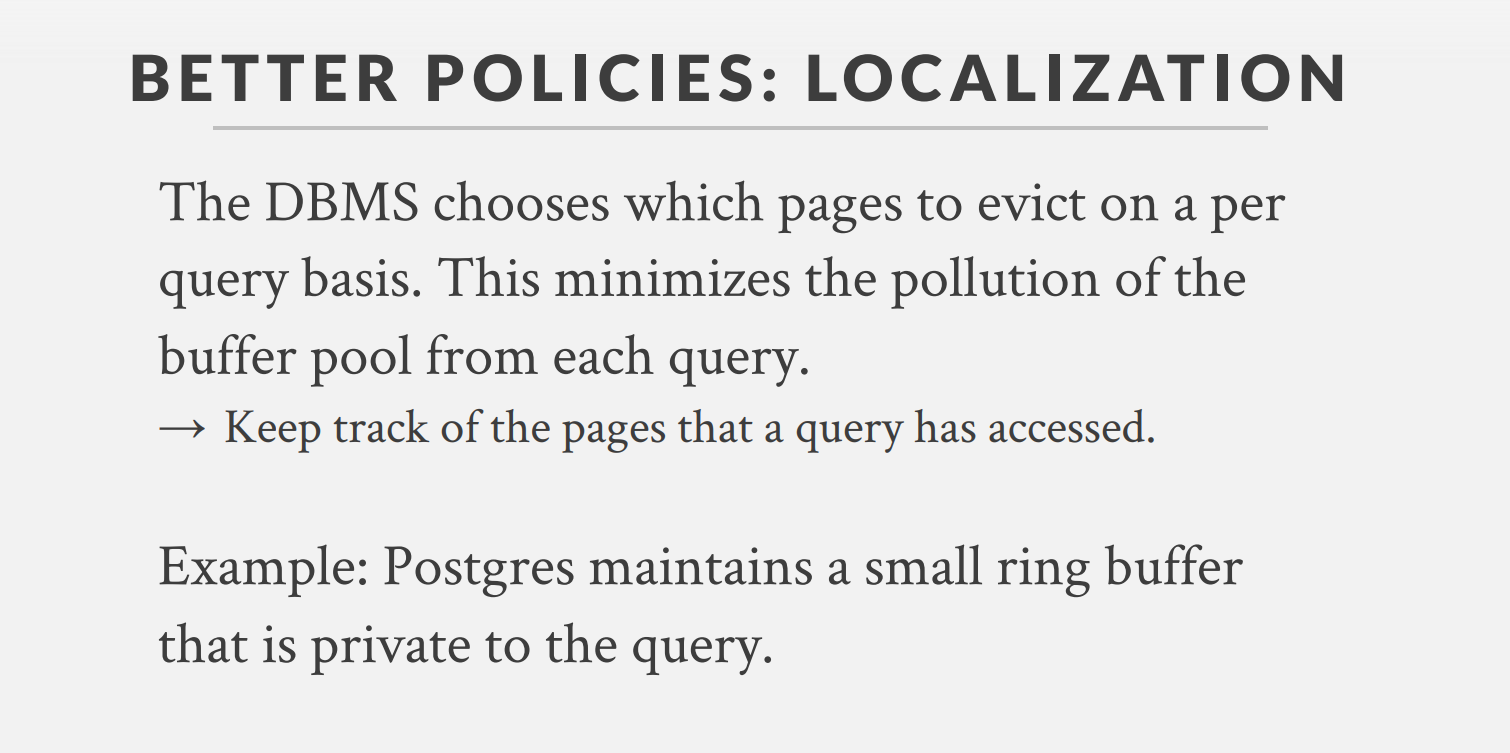 BETTER POLICIES: LOCALIZATION
The DBMS chooses which pages to evict on a per
query basis. This minimizes the pollution of the
buffer pool from each query.
→ Keep track of the pages that a query has accessed.
Example: Postgres maintains a small ring buffer
that is private to the query.